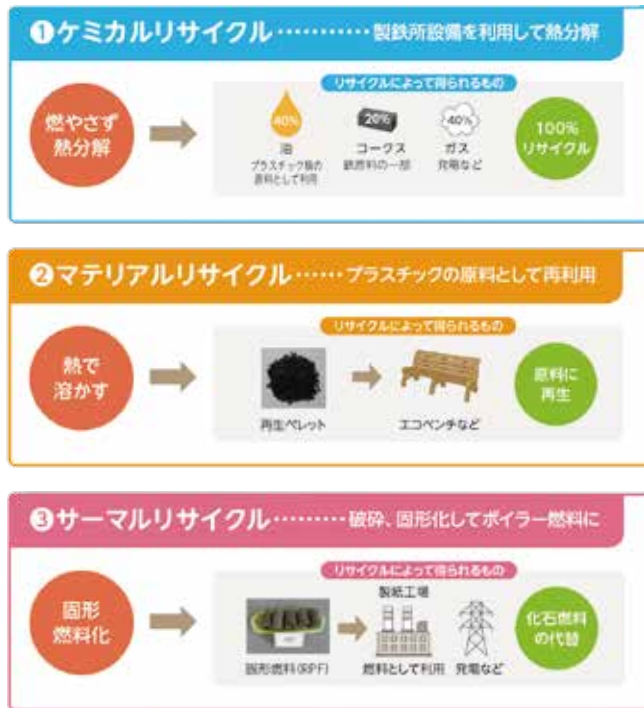 ❶ケミカルリサイクル…………製鉄所設備を利用して熱分解
リサイクルによって得られるもの
燃やさず
熱分解
40%
油
プラスチック類の
原料として利用
20%
コークス
鉄原料の一部
40%
ガス
発電など
100%
リサイクル
❷マテリアルリサイクル……プラスチックの原料として再利用
リサイクルによって得られるもの
熱で
溶かす
再生ペレット
エコベンチなど
原料に
再生
❸サーマルリサイクル………破砕、固形化してボイラー燃料に
リサイクルによって得られるもの
固形
燃料化
固形燃料(RPF)
製紙工場
燃料として利用
発電など
化石燃料
の代替